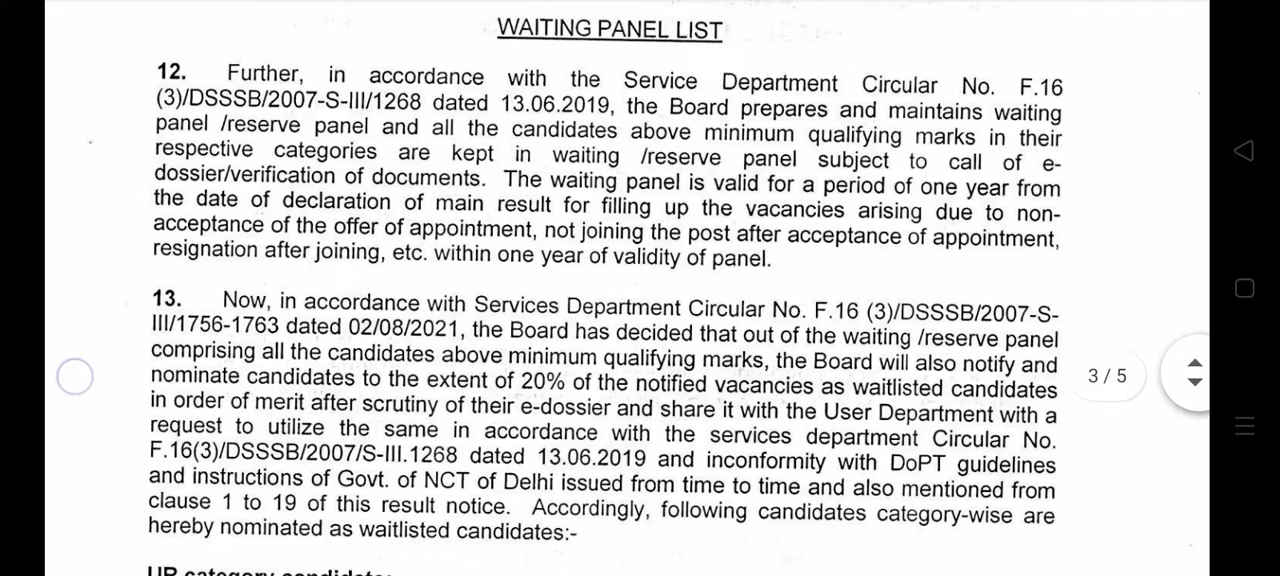 WAITING PANEL LIST
12. Further, in accordance with the Service Department Circular No. F.16
(3)/DSSSB/2007-S-III/1268 dated 13.06.2019, the Board prepares and maintains waiting
panel /reserve panel and all the candidates above minimum qualifying marks in their
respective categories are kept in waiting /reserve panel subject to call of e-
dossier/verification of documents. The waiting panel is valid for a period of one year from
the date of declaration of main result for filling up the vacancies arising due to non-
acceptance of the offer of appointment, not joining the post after acceptance of appointment,
resignation after joining, etc. within one year of validity of panel.
13. Now, in accordance with Services Department Circular No. F.16 (3)/DSSSB/2007-S-
III/1756-1763 dated 02/08/2021, the Board has decided that out of the waiting /reserve panel
comprising all the candidates above minimum qualifying marks, the Board will also notify and
nominate candidates to the extent of 20% of the notified vacancies as waitlisted candidates
in order of merit after scrutiny of their e-dossier and share it with the User Department with a
request to utilize the same in accordance with the services department Circular No.
F.16(3)/DSSSB/2007/S-III.1268 dated 13.06.2019 and inconformity with DoPT guidelines
and instructions of Govt. of NCT of Delhi issued from time to time and also mentioned from
clause 1 to 19 of this result notice. Accordingly, following candidates category-wise are
hereby nominated as waitlisted candidates:-
UR category candidate
3 / 5